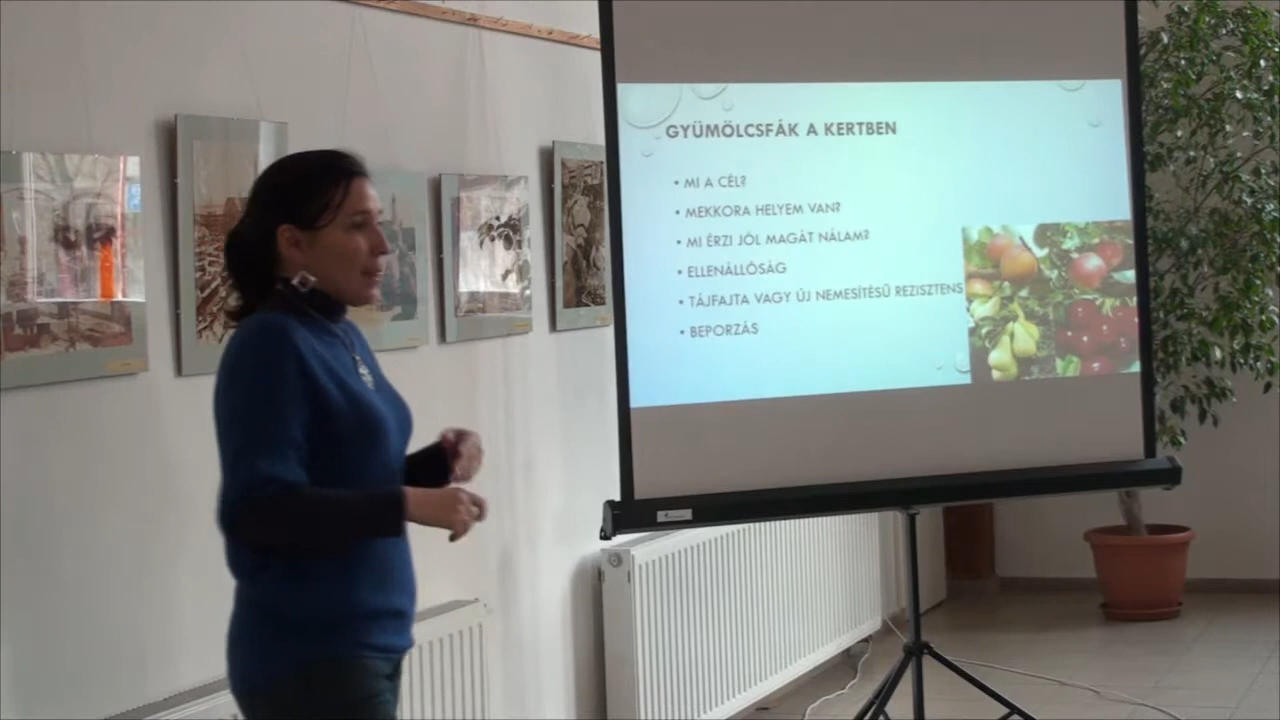 GYÜMÖLCSFÁK A KERTBEN
• MI A CÉL?
• MEKKORA HELYEM VAN?
• MI ÉRZI JÓL MAGÁT NÁLAM?
• ELLENÁLLÓSÁG
• TÁJFAJTA VAGY ÚJ NEMESÍTÉSŰ REZISZTENS
• BEPORZÁS